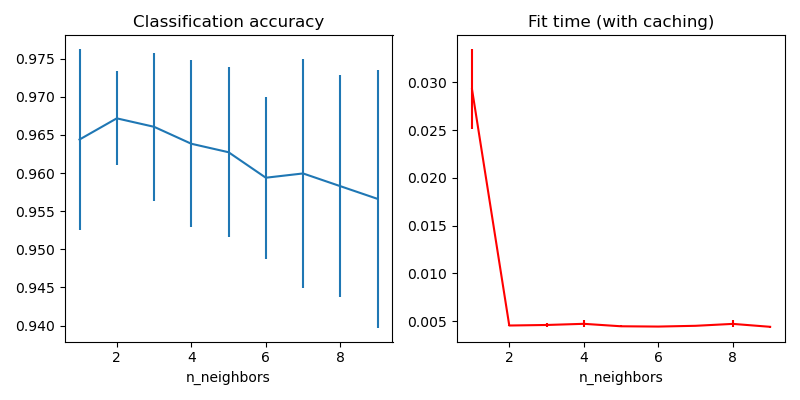 Classification accuracy
0.975
0.970
0.965
0.960
0.955
0.950
0.945
0.940
2 4 6 8
n_neighbors
Fit time (with caching)
0.030
0.025
0.020
0.015
0.010
0.005
2 4 6 8
n_neighbors